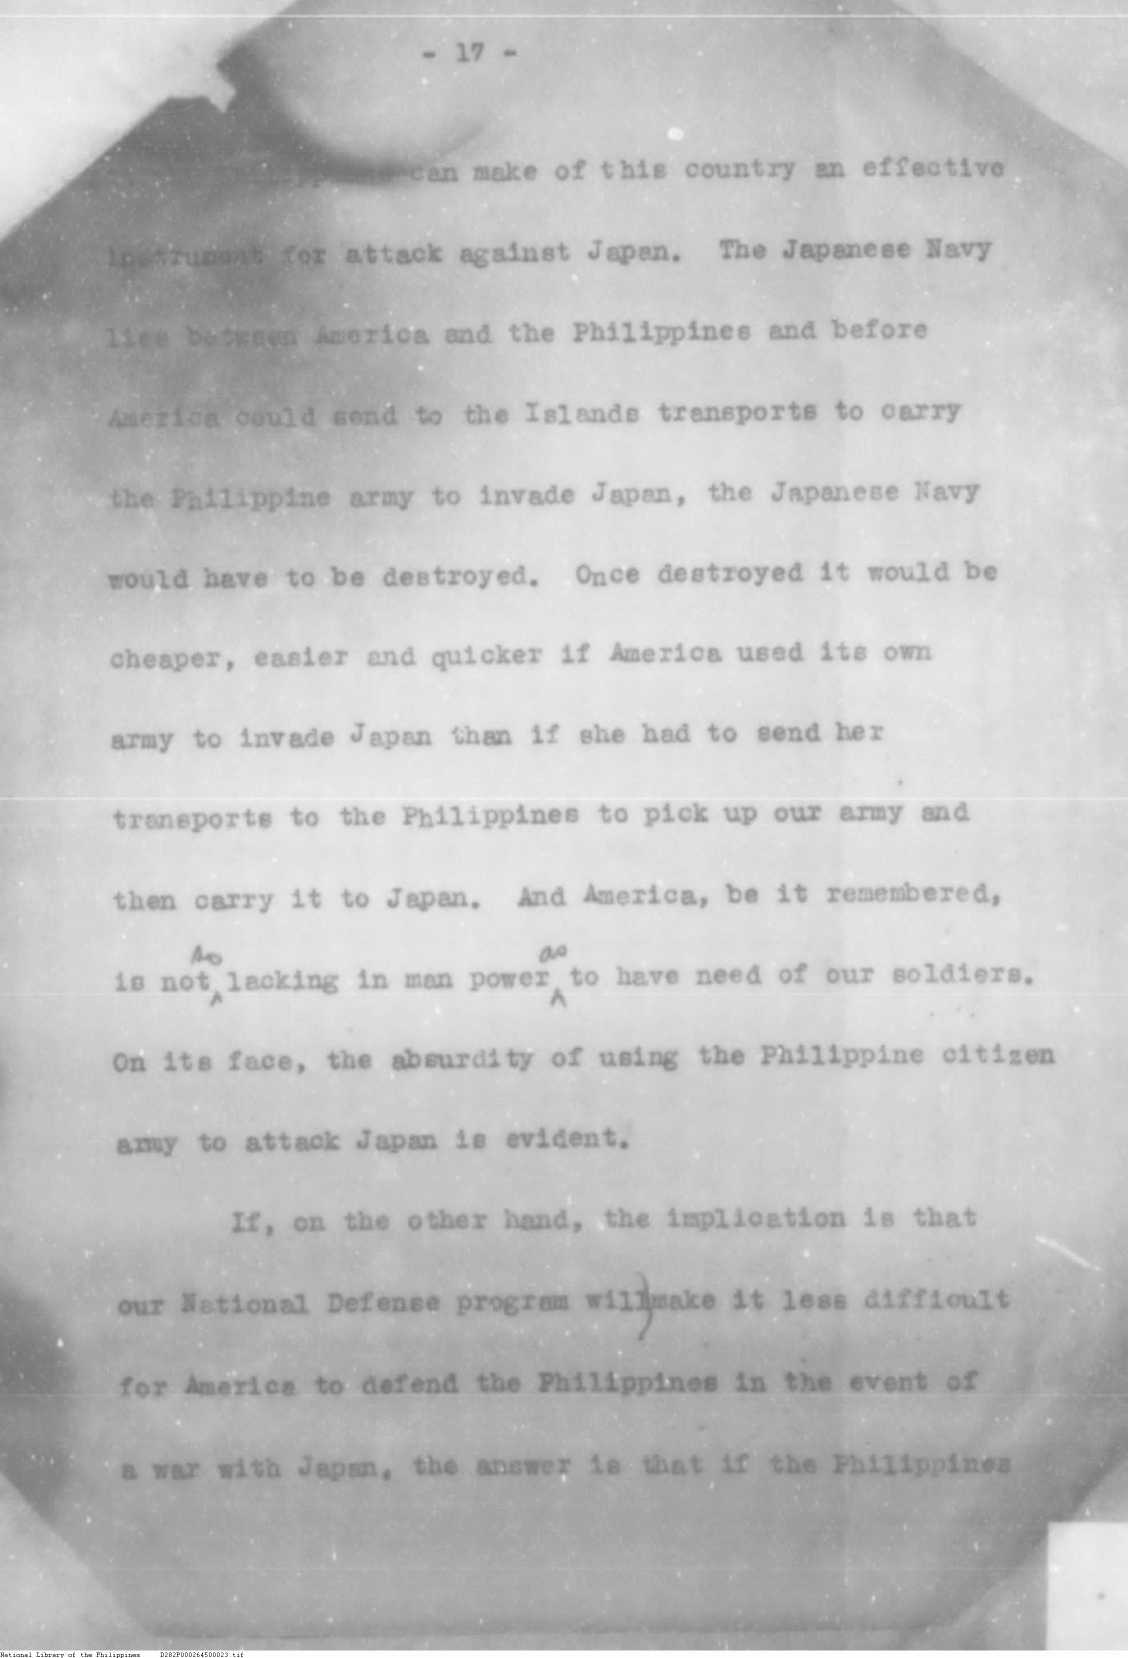 - 17 -
can make of this country an effective
instrument for attack against Japan. The Japanese Navy
lies between America and the Philippines and before
America could send to the Islands transports to carry
the Philippine army to invade Japan, the Japanese Navy
would have to be destroyed. Once destroyed it would be
cheaper, easier and quicker if America used its own
army to invade Japan than if she had to send her
transports to the Philippines to pick up our army and
then carry it to Japan. And America, be it remembered,
is not so lacking in man power as to have need of our soldiers.
On its face, the absurdity of using the Philippine citizen
army to attack Japan is evident.
If, on the other hand, the implication is that
our National Defense program will make it less difficult
for America to defend the Philippines in the event of
a war with Japan, the answer is that if the Philippines
National Library of the Philippines D282P000264500023.tif